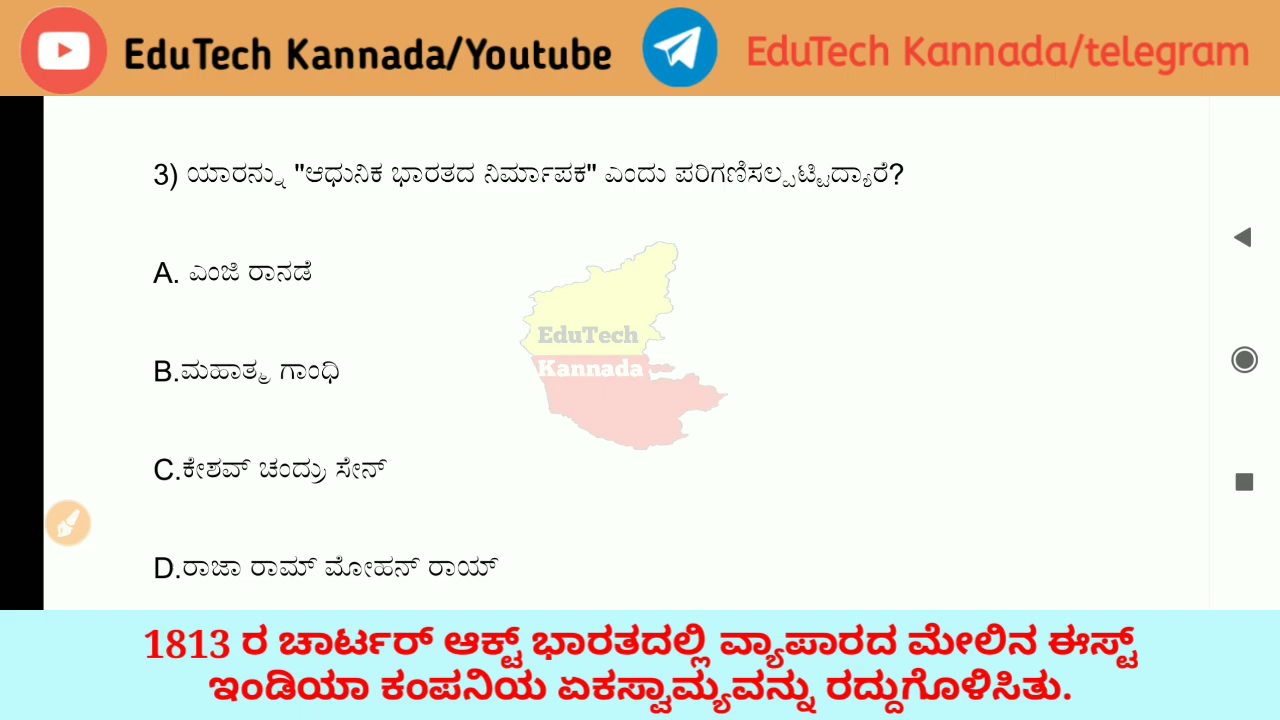 EduTech Kannada/Youtube EduTech Kannada/telegram
3) ಯಾರನ್ನು "ಆಧುನಿಕ ಭಾರತದ ನಿರ್ಮಾಪಕ" ಎಂದು ಪರಿಗಣಿಸಲ್ಪಟ್ಟಿದ್ಯಾರೆ?
A. ಎಂಜಿ ರಾನಡೆ
EduTech
Kannada
B.ಮಹಾತ್ಮ ಗಾಂಧಿ
C.ಕೇಶವ್ ಚಂದ್ರು ಸೇನ್
D.ರಾಜಾ ರಾಮ್ ಮೋಹನ್ ರಾಯ್
1813 ರ ಚಾರ್ಟರ್ ಆಕ್ಟ್ ಭಾರತದಲ್ಲಿ ವ್ಯಾಪಾರದ ಮೇಲಿನ ಈಸ್ಟ್
ಇಂಡಿಯಾ ಕಂಪನಿಯ ಏಕಸ್ವಾಮ್ಯವನ್ನು ರದ್ದುಗೊಳಿಸಿತು.